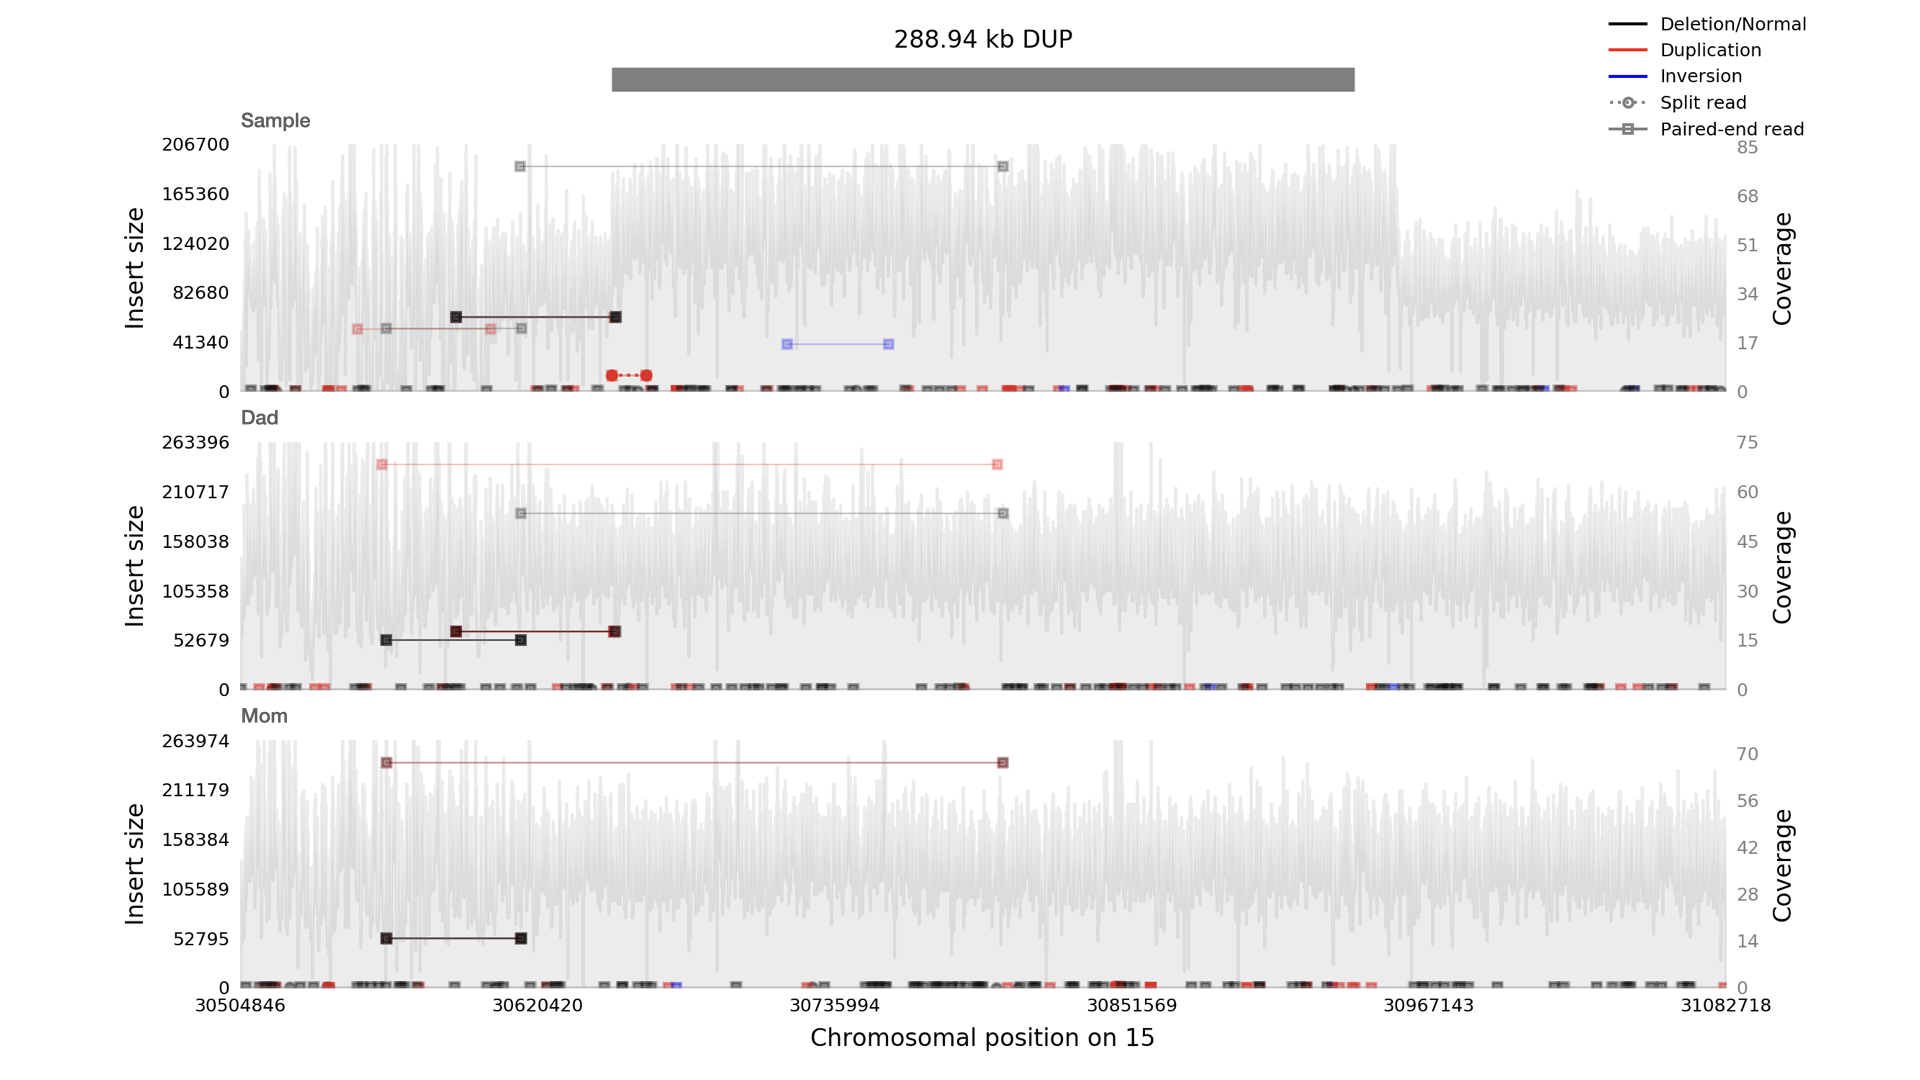 288.94 kb DUP
Deletion/Normal
Duplication
Inversion
Split read
Paired-end read
Sample
206700
165360
124020
82680
41340
0
Insert size
85
68
51
34
17
0
Coverage
Dad
263396
210717
158038
105358
52679
0
Insert size
75
60
45
30
15
0
Coverage
Mom
263974
211179
158384
105589
52795
0
Insert size
70
56
42
28
14
0
Coverage
30504846 30620420 30735994 30851569 30967143 31082718
Chromosomal position on 15